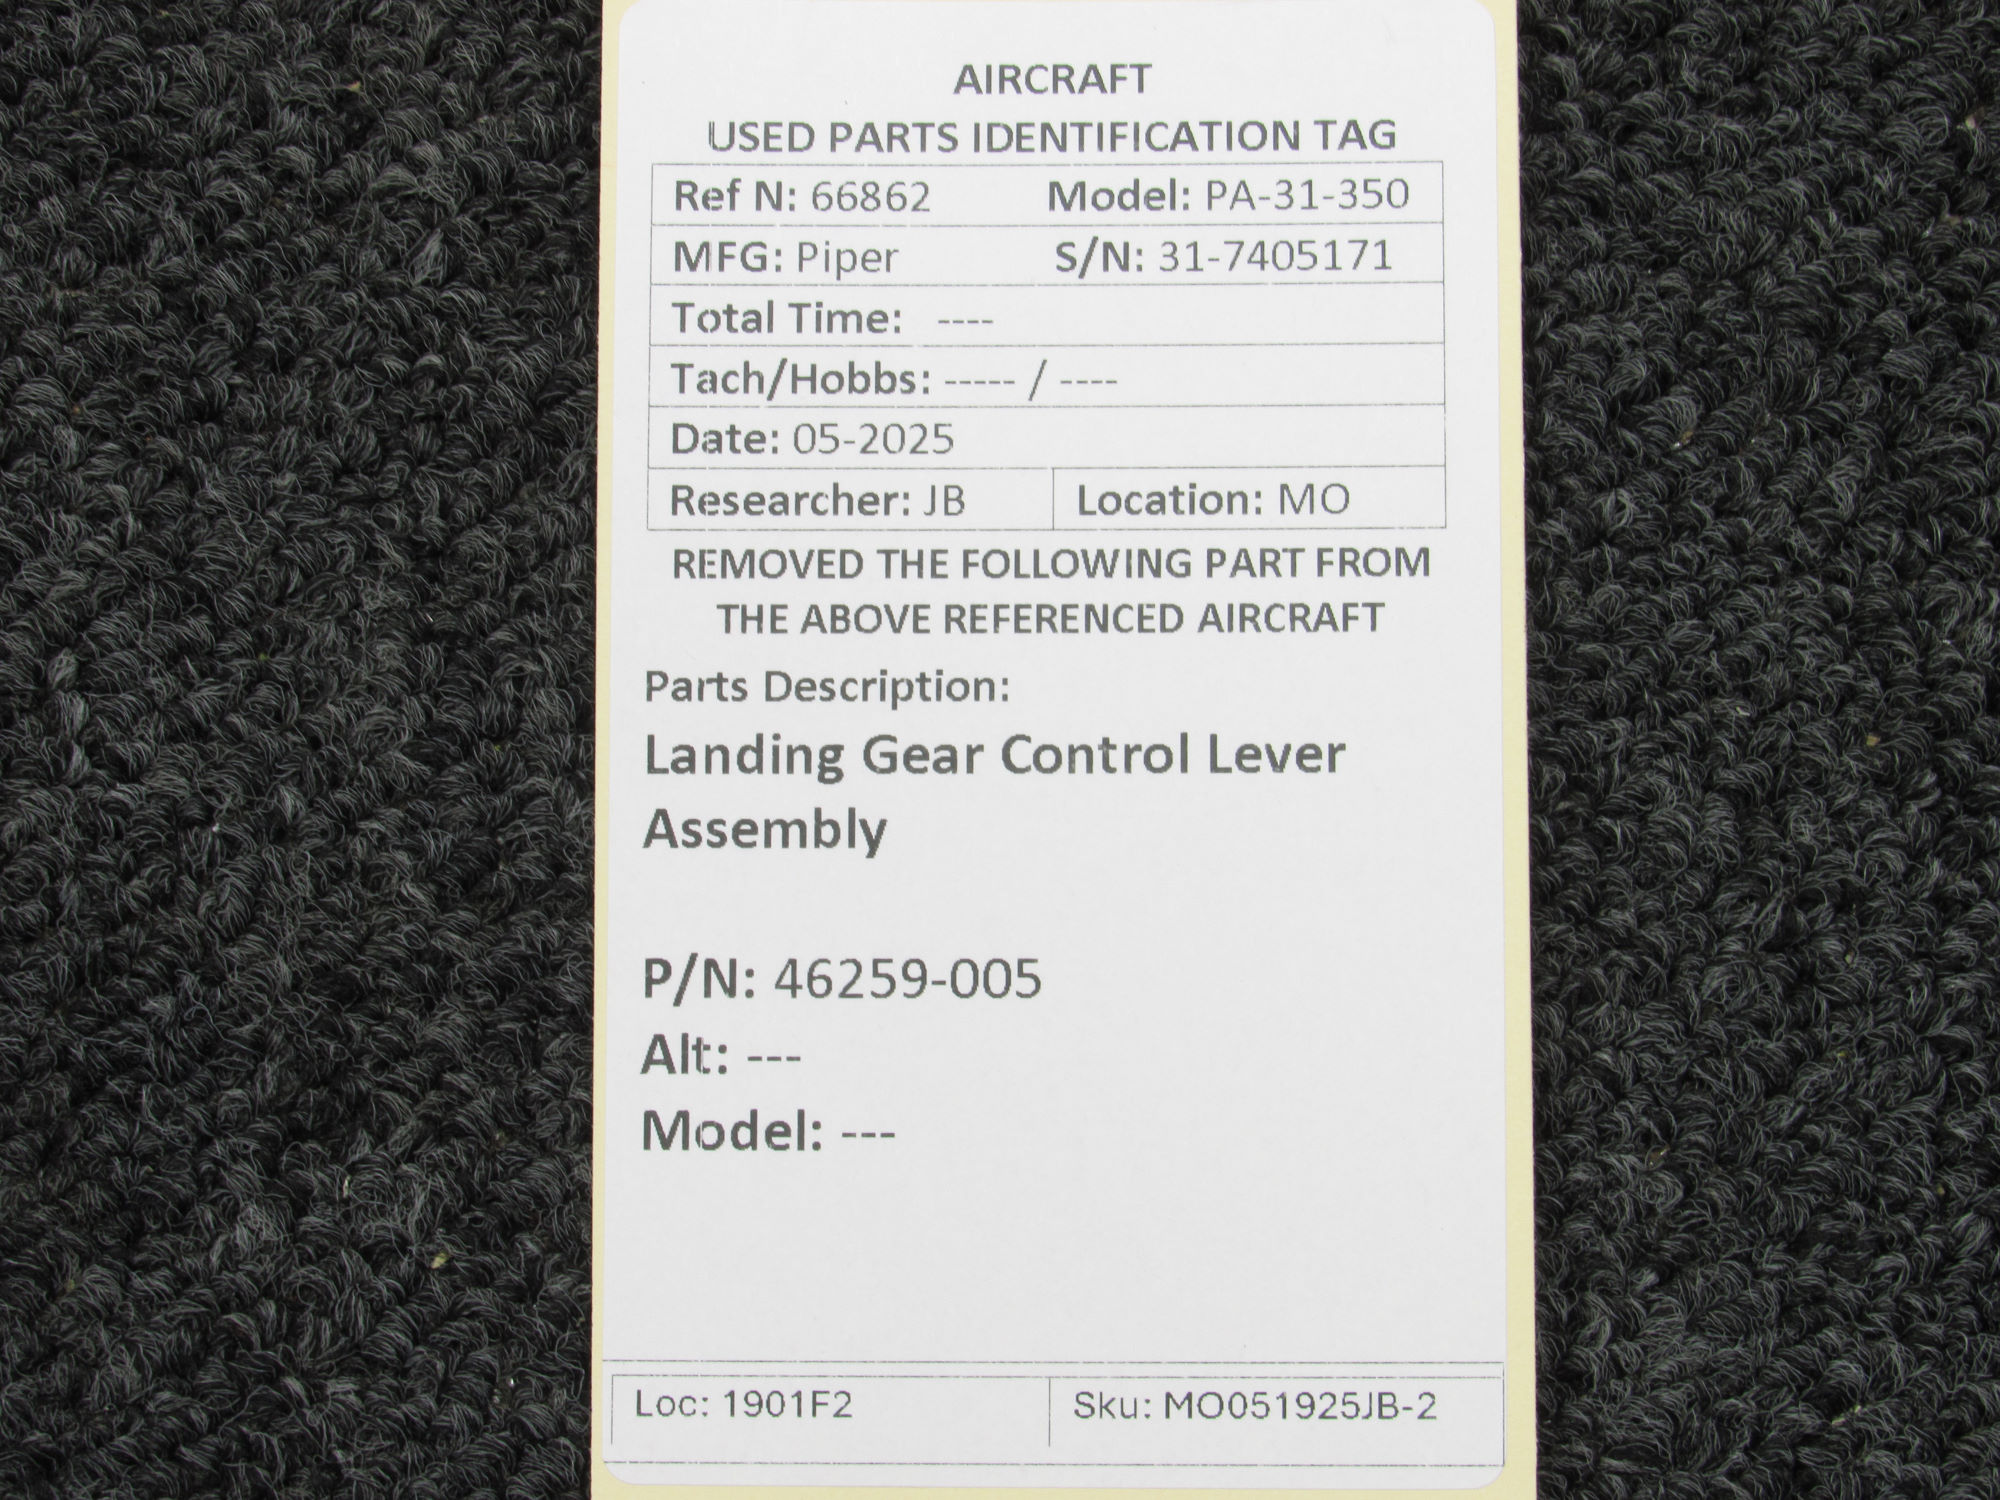 AIRCRAFT
USED PARTS IDENTIFICATION TAG
Ref N: 66862 Model: PA-31-350
MFG: Piper S/N: 31-7405171
Total Time: ----
Tach/Hobbs: ----- / ----
Date: 05-2025
Researcher: JB Location: MO
REMOVED THE FOLLOWING PART FROM
THE ABOVE REFERENCED AIRCRAFT
Parts Description:
Landing Gear Control Lever
Assembly
P/N: 46259-005
Alt: ---
Model: ---
Loc: 1901F2 Sku: MO051925JB-2